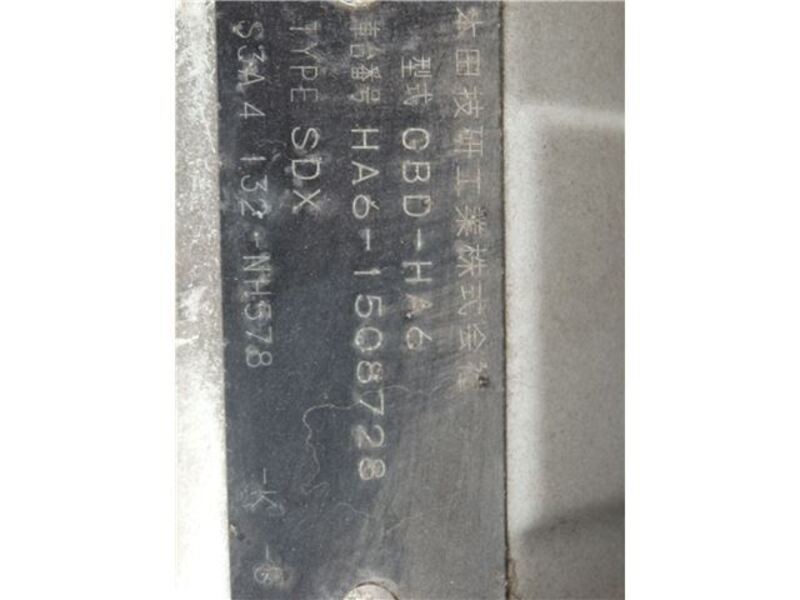 本田技研工業株式会社
型式 GBD-HA6
車台番号 HA6-1508728
TYPE SDX
S3A4 132-NH578 -K -G